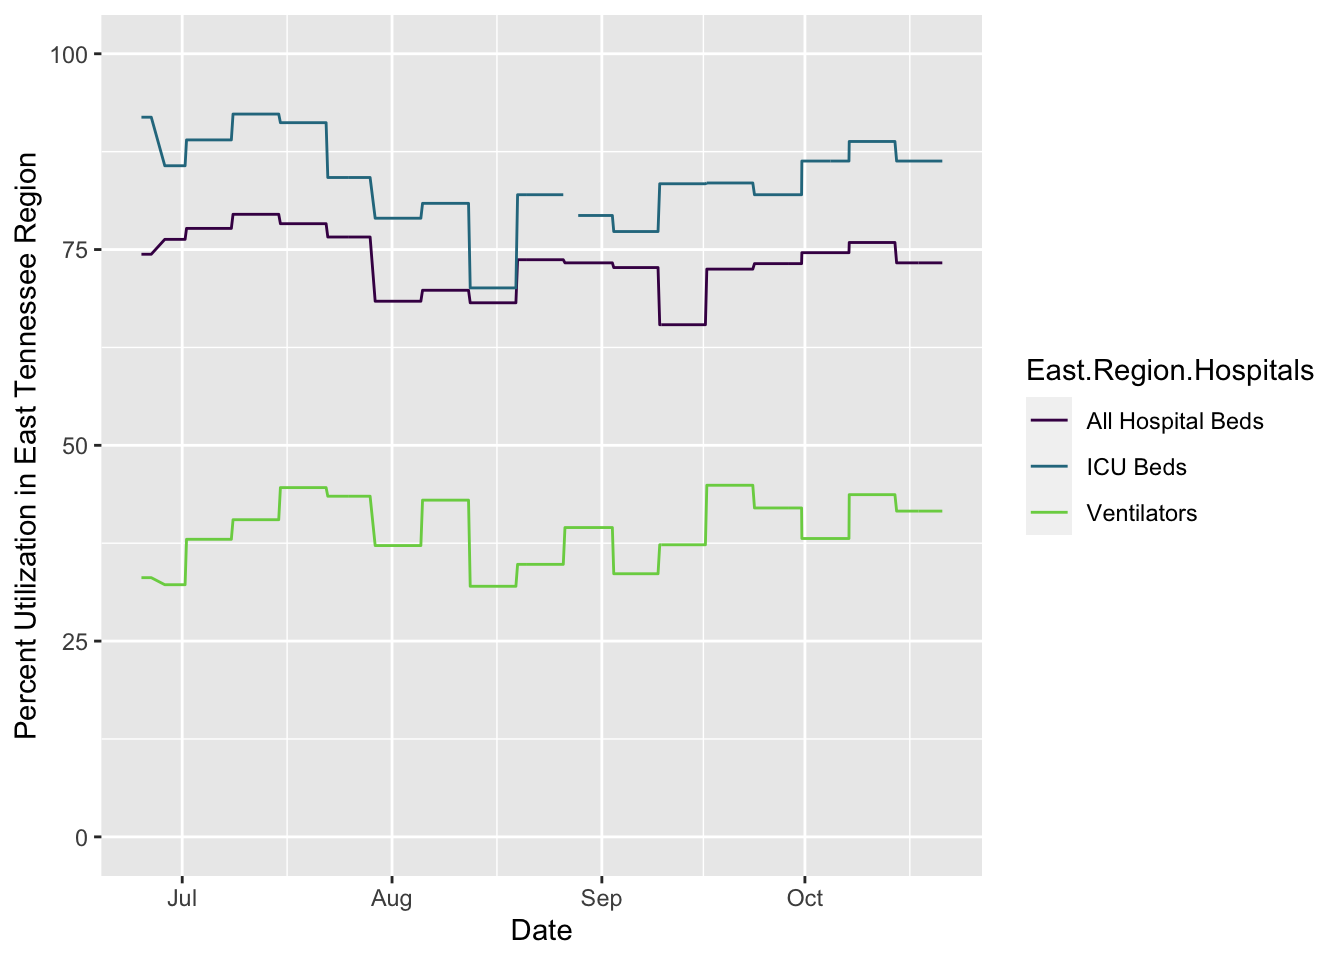 Percent Utilization in East Tennessee Region
100
75
50
25
0
Jul
Aug
Sep
Oct
Date
East.Region.Hospitals
All Hospital Beds
ICU Beds
Ventilators